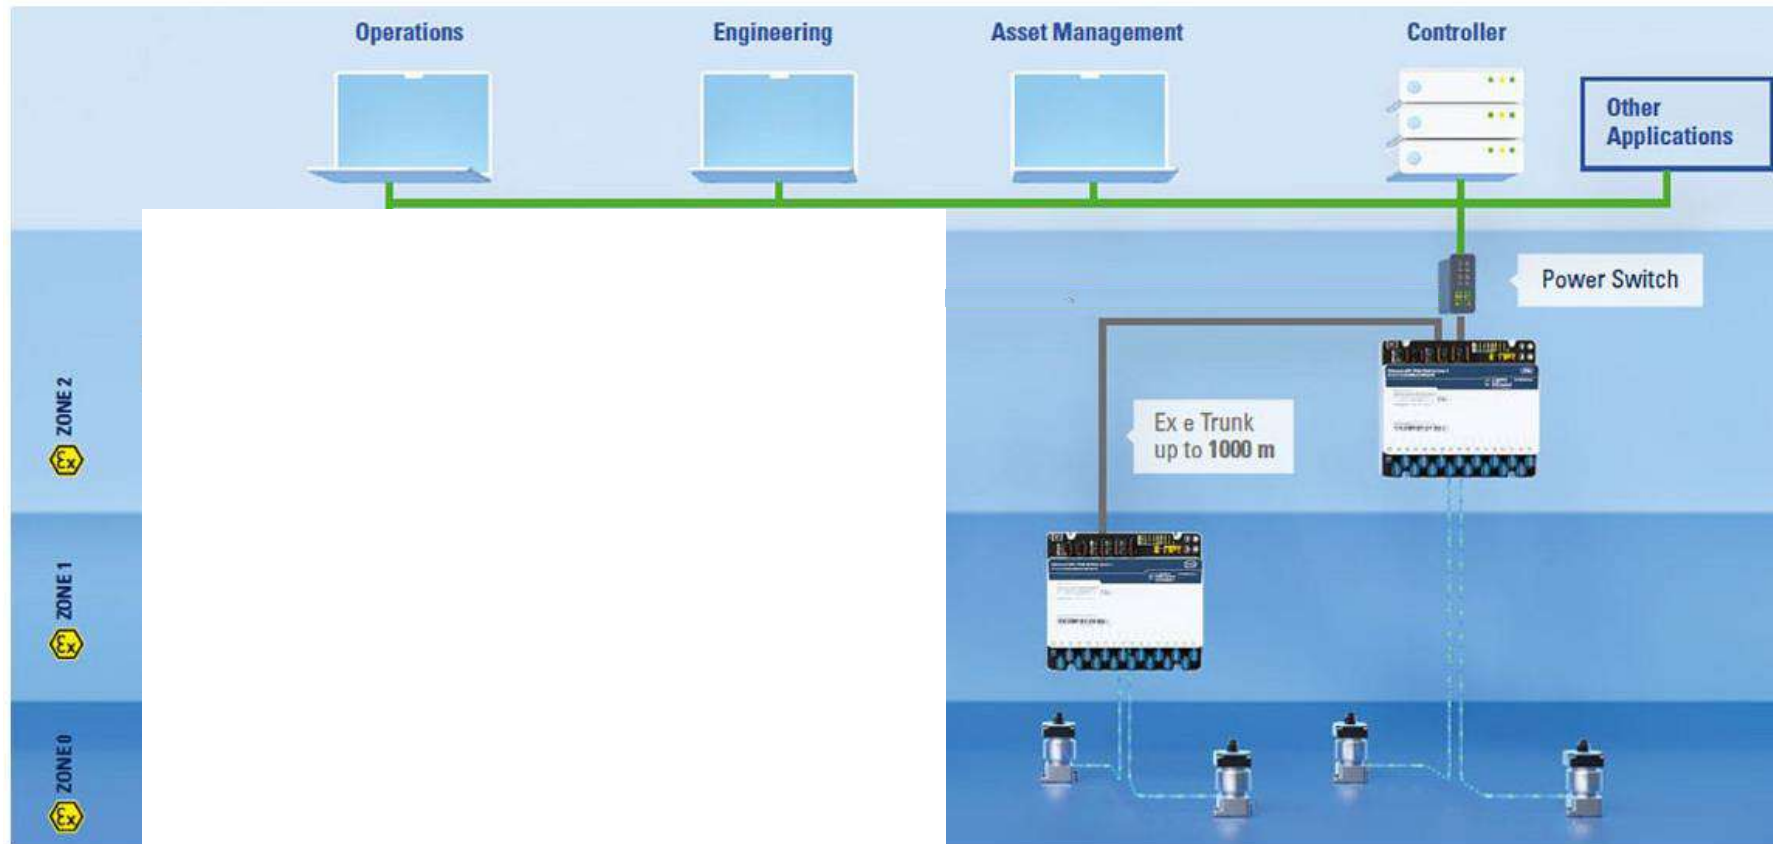 Operations
Engineering
Asset Management
Controller
Other
Applications
Power Switch
Ex e Trunk
up to 1000 m
ZONE 2
Ex
ZONE 1
Ex
ZONE 0
Ex